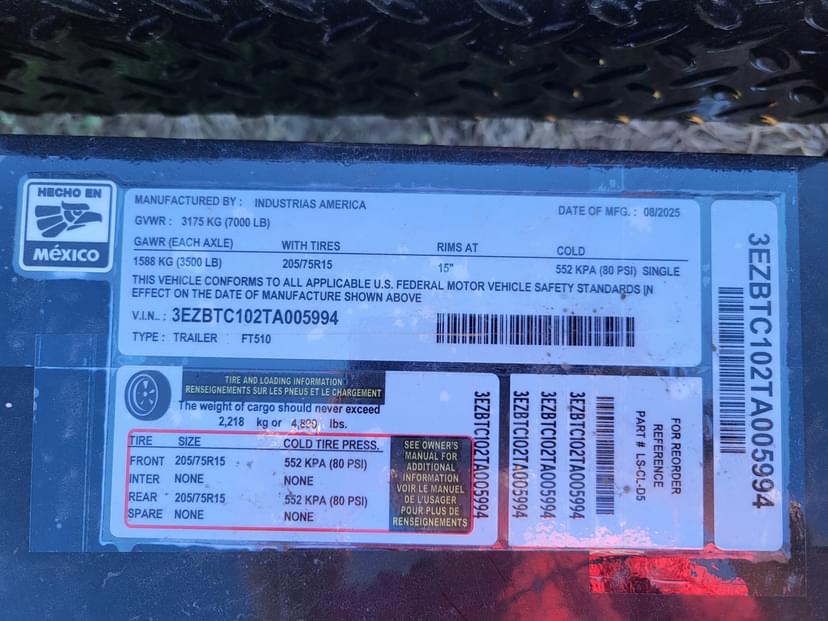 HECHO EN
MÉXICO
MANUFACTURED BY : INDUSTRIAS AMERICA
DATE OF MFG. : 08/2025
GVWR : 3175 KG (7000 LB)
GAWR (EACH AXLE) WITH TIRES RIMS AT COLD
1588 KG (3500 LB) 205/75R15 15" 552 KPA (80 PSI) SINGLE
THIS VEHICLE CONFORMS TO ALL APPLICABLE U.S. FEDERAL MOTOR VEHICLE SAFETY STANDARDS IN
EFFECT ON THE DATE OF MANUFACTURE SHOWN ABOVE
V.I.N.. : 3EZBTC102TA005994
TYPE : TRAILER FT510
3EZBTC102TA005994
TIRE AND LOADING INFORMATION
RENSEIGNEMENTS SUR LES PNEUS ET LE CHARGEMENT
The weight of cargo should never exceed
2,218 kg or 4,890 lbs.
TIRE SIZE COLD TIRE PRESS.
FRONT 205/75R15 552 KPA (80 PSI)
INTER NONE NONE
REAR 205/75R15 552 KPA (80 PSI)
SPARE NONE NONE
SEE OWNER'S
MANUAL FOR
ADDITIONAL
INFORMATION
VOIR LE MANUEL
DE L'USAGER
POUR PLUS DE
RENSEIGNEMENTS
3EZBTC102TA005994
3EZBTC102TA005994
3EZBTC102TA005994
3EZBTC102TA005994
FOR REORDER
REFERENCE
PART # LS-CL-D5